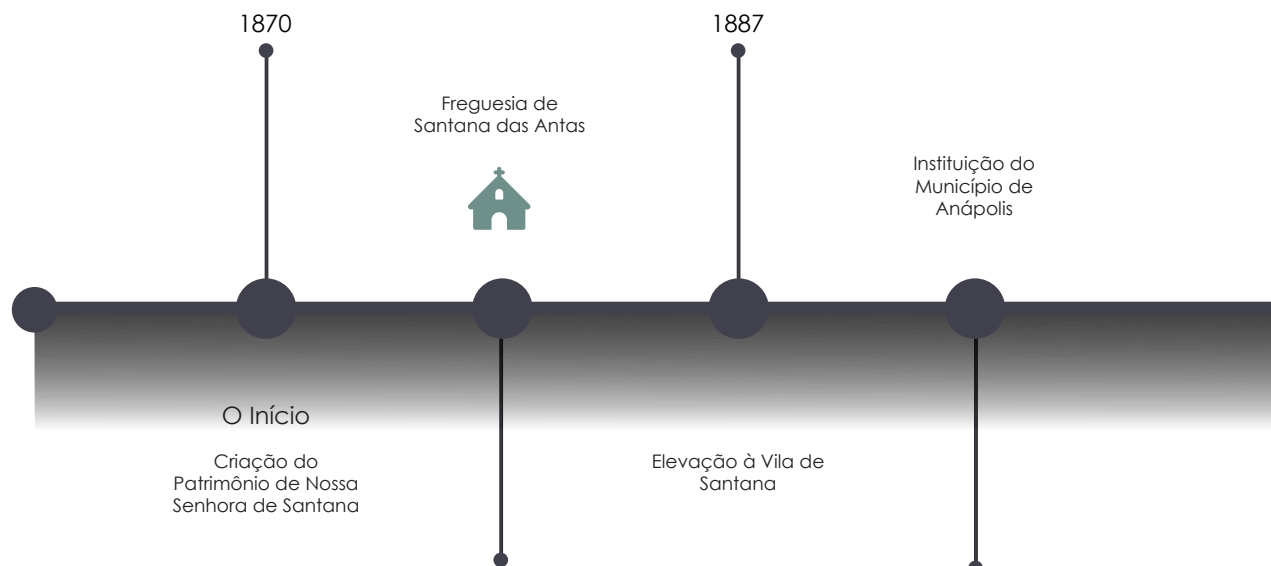 1870
1887
Freguesia de
Santana das Antas
Instituição do
Município de
Anápolis
O Início
Criação do
Patrimônio de Nossa
Senhora de Santana
Elevação à Vila de
Santana